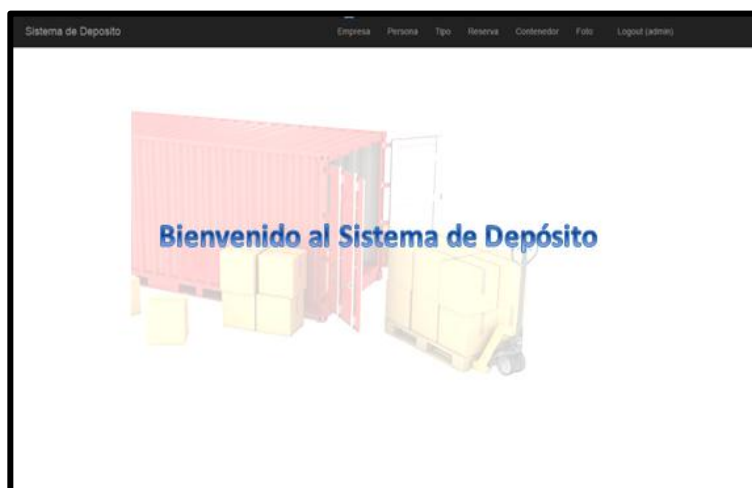 Sistema de Deposito
Empresa Persona Tipo Reserva Contenedor Foto Logout (admin)
Bienvenido al Sistema de Depósito